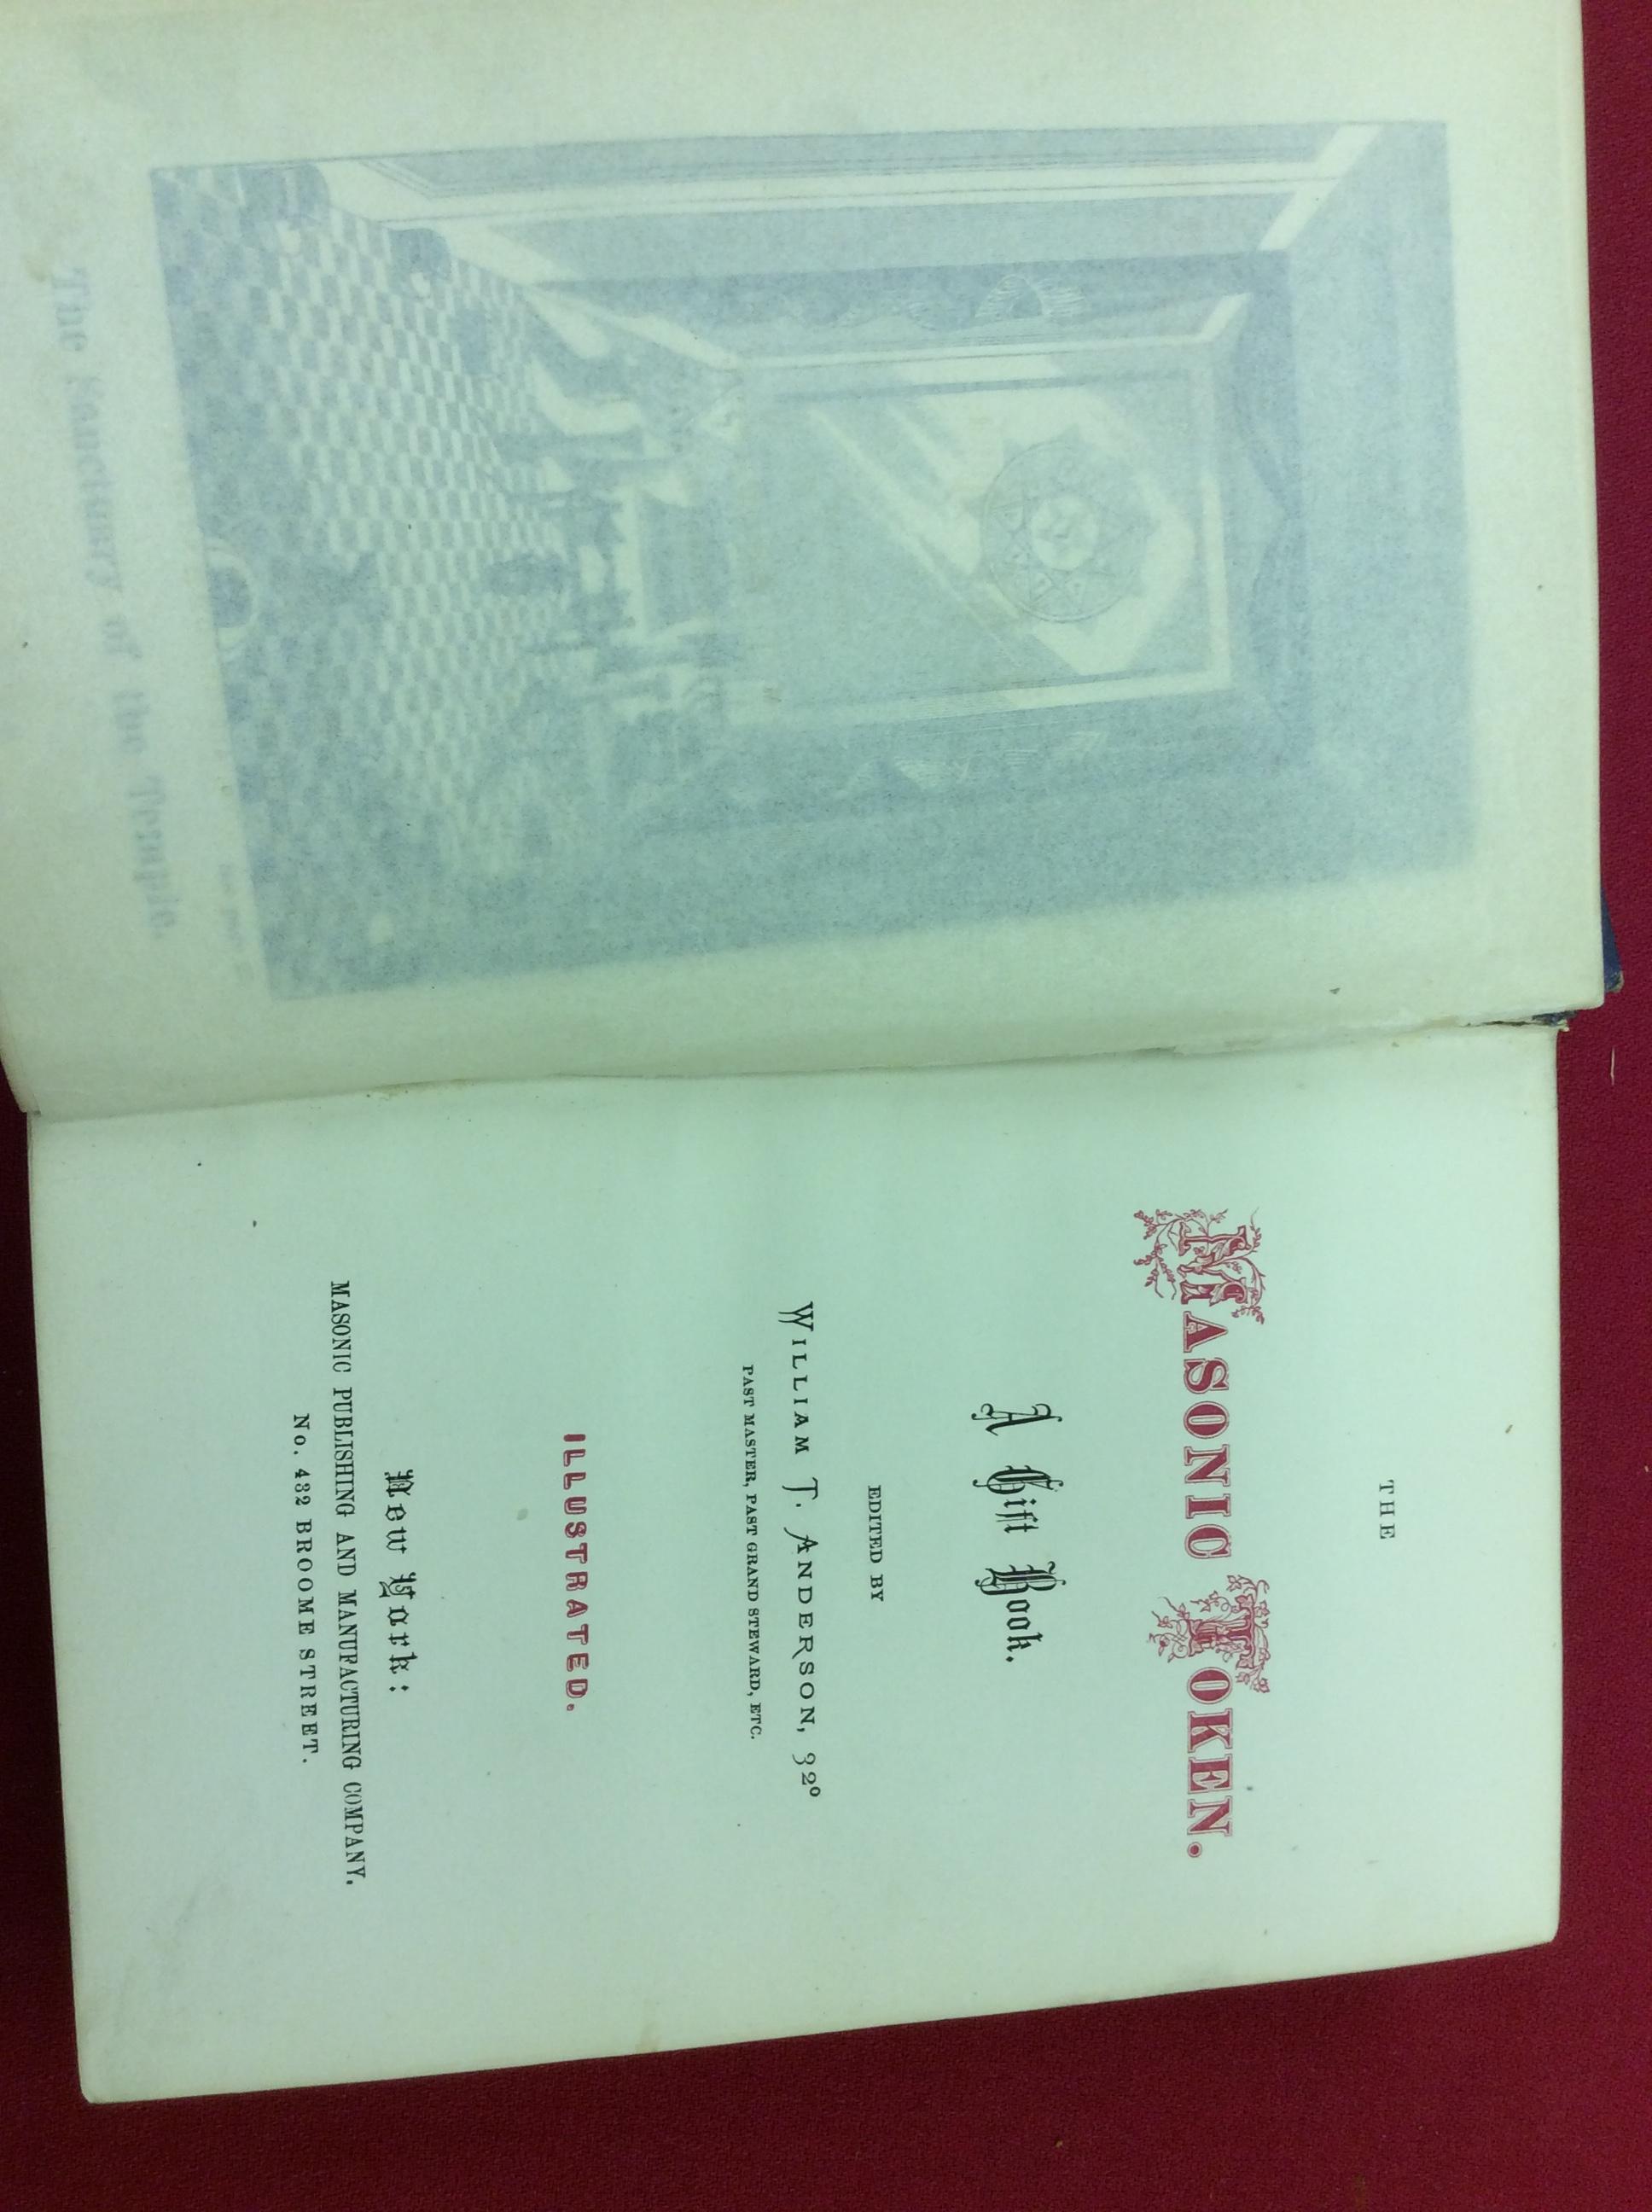 The Sanctuary of the Temple.
THE
MASONIC TOKEN.
A Gift Book.
EDITED BY
WILLIAM T. ANDERSON, 32º
PAST MASTER, PAST GRAND STEWARD, ETC.
ILLUSTRATED.
New York:
MASONIC PUBLISHING AND MANUFACTURING COMPANY.
No. 432 BROOME STREET.